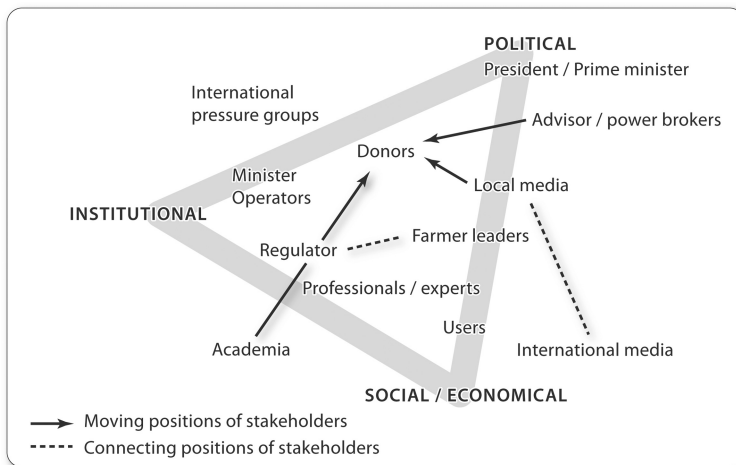 POLITICAL
President / Prime minister
International
pressure groups
Advisor / power brokers
Donors
Minister
Operators
Local media
INSTITUTIONAL
Regulator
Farmer leaders
Professionals / experts
Users
Academia
International media
SOCIAL / ECONOMICAL
Moving positions of stakeholders
Connecting positions of stakeholders